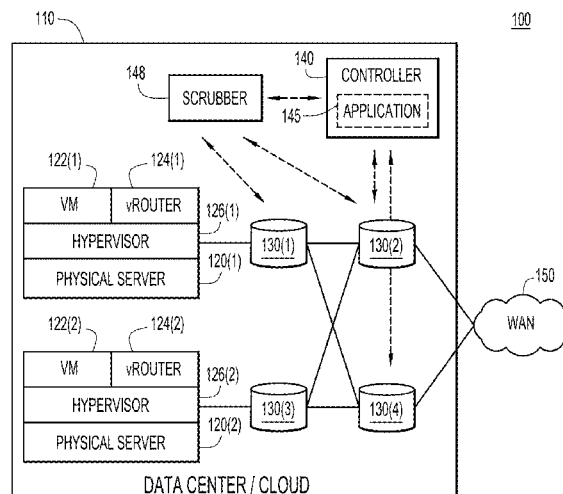 110
100
140
148
CONTROLLER
SCRUBBER
145
APPLICATION
122(1)
124(1)
VM
vROUTER
126(1)
HYPERVISOR
130(1)
130(2)
120(1)
PHYSICAL SERVER
150
WAN
122(2)
124(2)
VM
vROUTER
126(2)
HYPERVISOR
130(3)
130(4)
120(2)
PHYSICAL SERVER
DATA CENTER / CLOUD